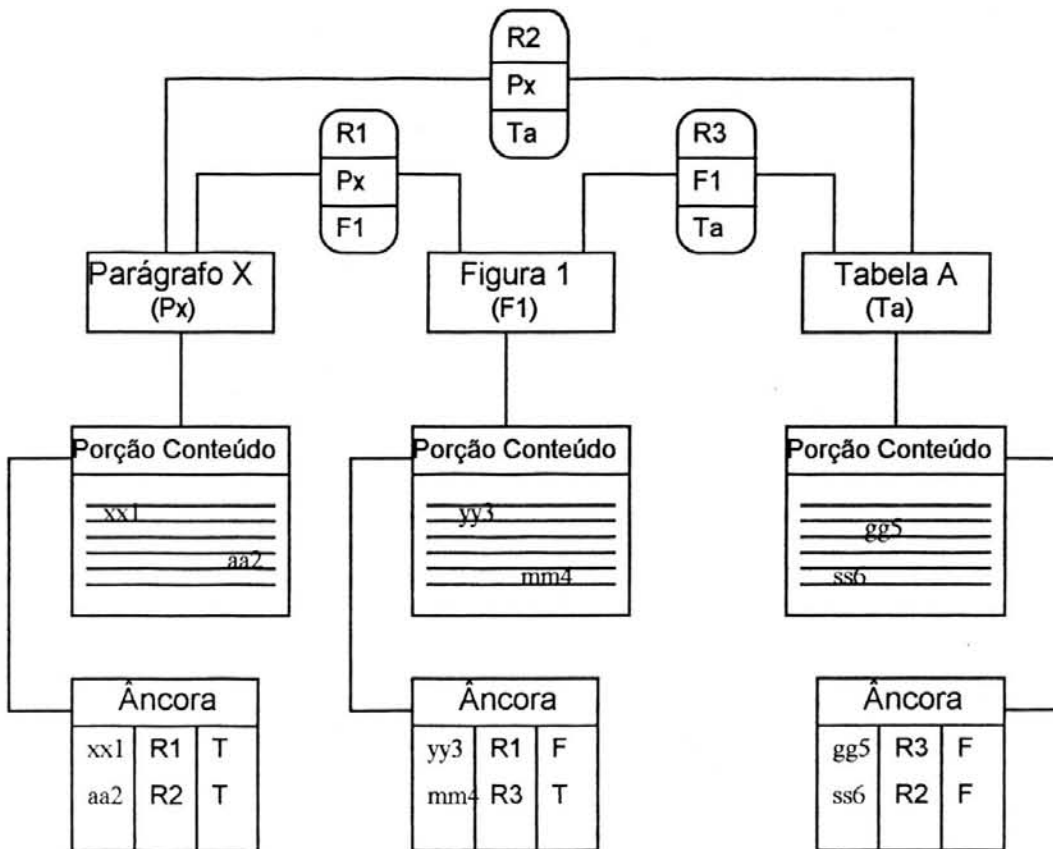 R2
Px
Ta
R1
Px
F1
R3
F1
Ta
Parágrafo X
(Px)
Figura 1
(F1)
Tabela A
(Ta)
Porção Conteúdo
xx1
aa2
Porção Conteúdo
yy3
mm4
Porção Conteúdo
gg5
ss6
Âncora
xx1 R1 T
aa2 R2 T
Âncora
yy3 R1 F
mm4 R3 T
Âncora
gg5 R3 F
ss6 R2 F